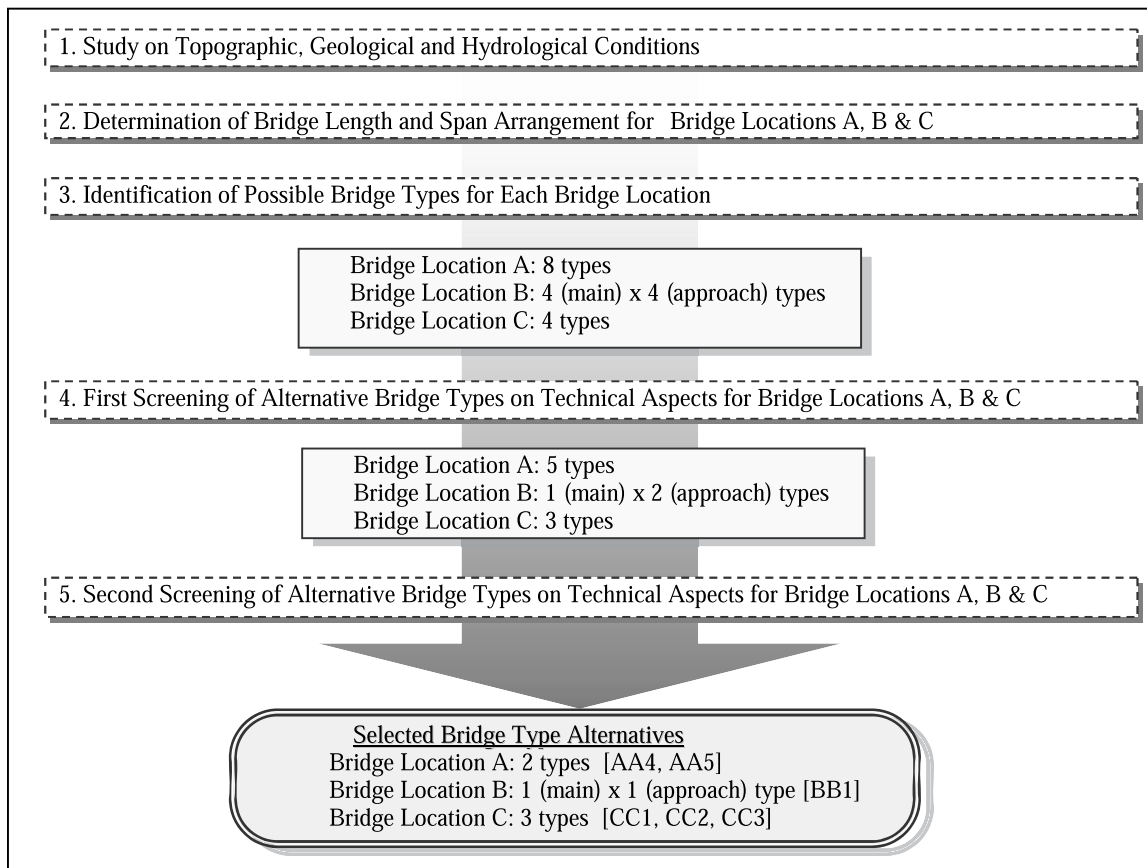 1. Study on Topographic, Geological and Hydrological Conditions
2. Determination of Bridge Length and Span Arrangement for Bridge Locations A, B & C
3. Identification of Possible Bridge Types for Each Bridge Location
Bridge Location A: 8 types
Bridge Location B: 4 (main) x 4 (approach) types
Bridge Location C: 4 types
4. First Screening of Alternative Bridge Types on Technical Aspects for Bridge Locations A, B & C
Bridge Location A: 5 types
Bridge Location B: 1 (main) x 2 (approach) types
Bridge Location C: 3 types
5. Second Screening of Alternative Bridge Types on Technical Aspects for Bridge Locations A, B & C
Selected Bridge Type Alternatives
Bridge Location A: 2 types [AA4, AA5]
Bridge Location B: 1 (main) x 1 (approach) type [BB1]
Bridge Location C: 3 types [CC1, CC2, CC3]